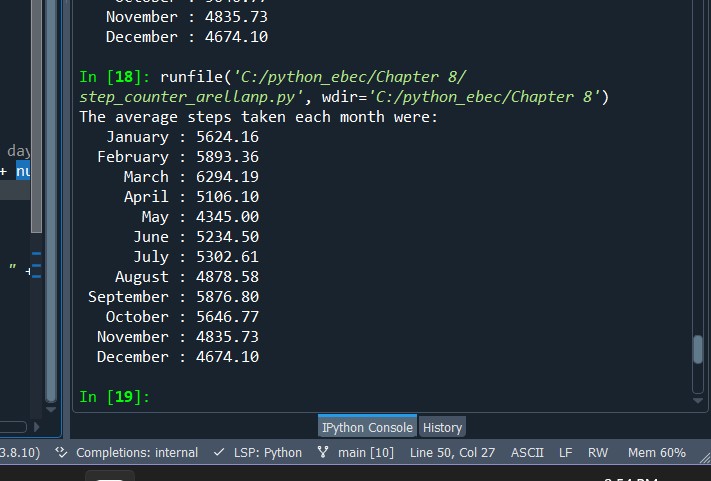 November : 4835.73
December : 4674.10
In [18]: runfile('C:/python_ebec/Chapter 8/
step_counter_arellanp.py', wdir='C:/python_ebec/Chapter 8')
The average steps taken each month were:
January : 5624.16
February : 5893.36
March : 6294.19
day
April : 5106.10
+ nu
May : 4345.00
June : 5234.50
July : 5302.61
" +
August : 4878.58
September : 5876.80
October : 5646.77
November : 4835.73
December : 4674.10
In [19]:
IPython Console History
3.8.10) Completions: internal LSP: Python main [10] Line 50, Col 27 ASCII LF RW Mem 60%